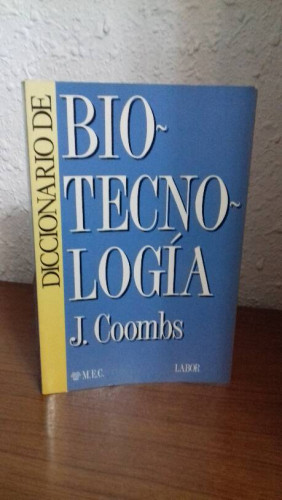 DICCIONARIO DE
BIO-
TECNO-
LOGÍA
J. Coombs
M.E.C.
LABOR